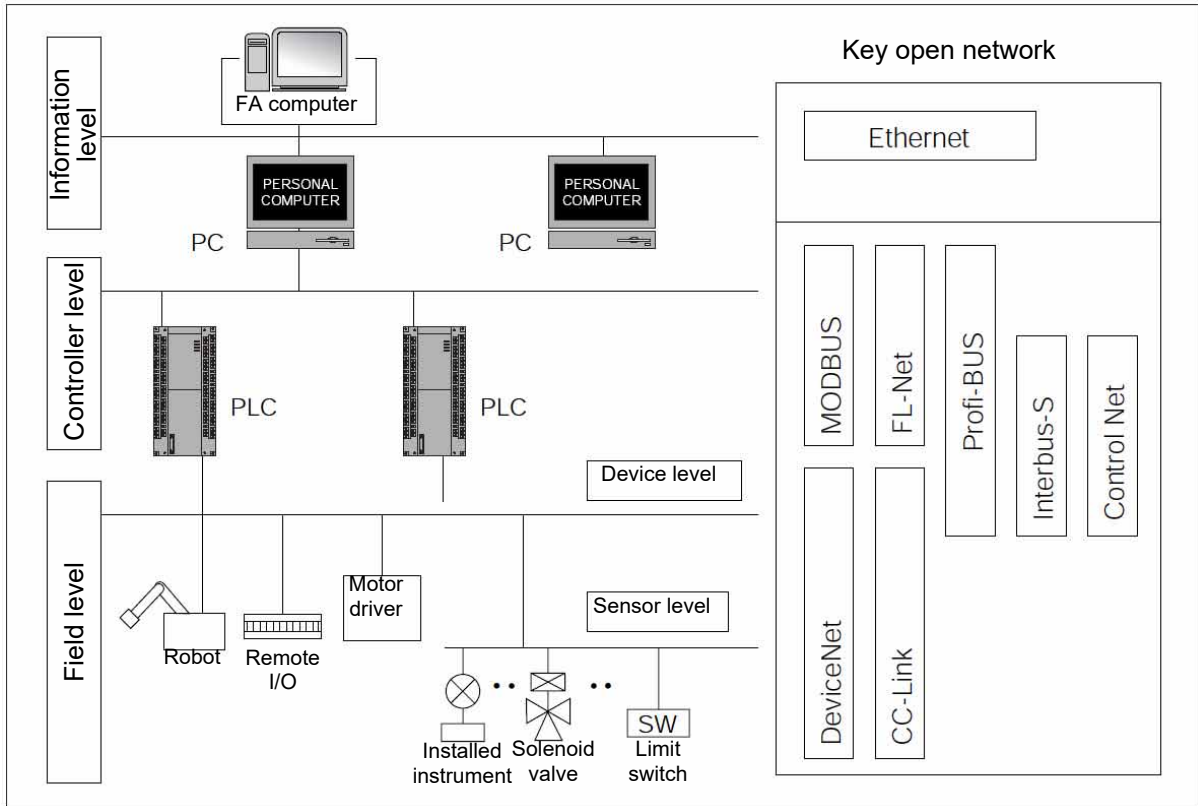 Key open network
Information
level
FA computer
PERSONAL
COMPUTER
PC
PERSONAL
COMPUTER
PC
Ethernet
Controller level
PLC
PLC
MODBUS
FL-Net
Profi-BUS
Interbus-S
Control Net
Device level
Field level
Robot
Remote
I/O
Motor
driver
Sensor level
Installed
instrument
Solenoid
valve
SW
Limit
switch
DeviceNet
CC-Link